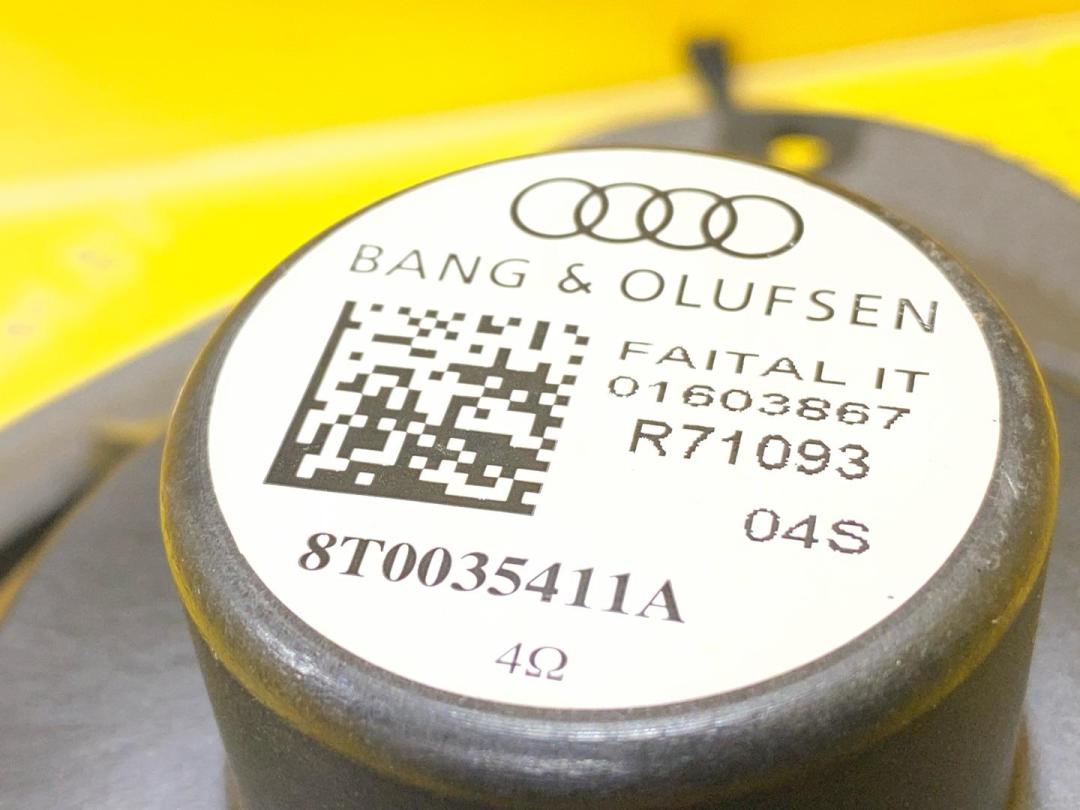 BANG & OLUFSEN
FAITAL IT
01603867
R71093
04S
8T0035411A
4Ω